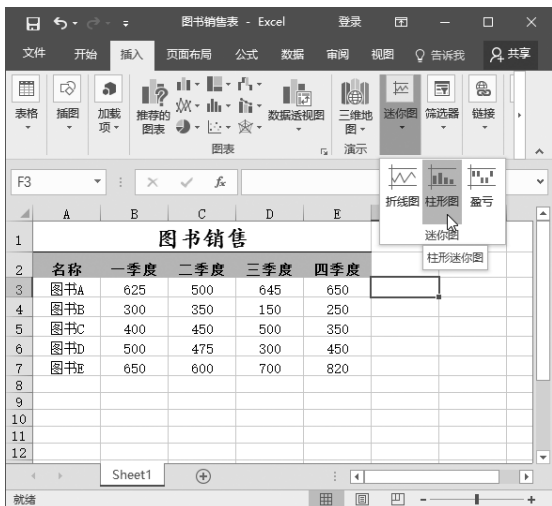 图书销售表 - Excel 登录
文件 开始 插入 页面布局 公式 数据 审阅 视图 告诉我 共享
表格 插图 加载项 推荐的图表 数据透视图 三维地图 迷你图 筛选器 链接
图表 演示
折线图 柱形图 盈亏
迷你图
柱形迷你图
F3 fx
A B C D E
1 图书销售
2 名称 一季度 二季度 三季度 四季度
3 图书A 625 500 645 650
4 图书B 300 350 150 250
5 图书C 400 450 500 350
6 图书D 500 475 300 450
7 图书E 650 600 700 820
8
9
10
11
12
Sheet1
就绪